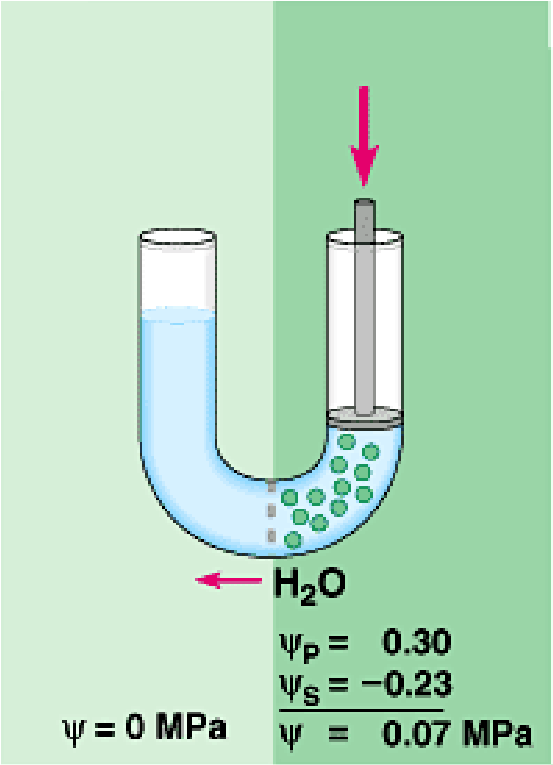 H₂O
ψP = 0.30
ψS = −0.23
ψ = 0 MPa
ψ = 0.07 MPa